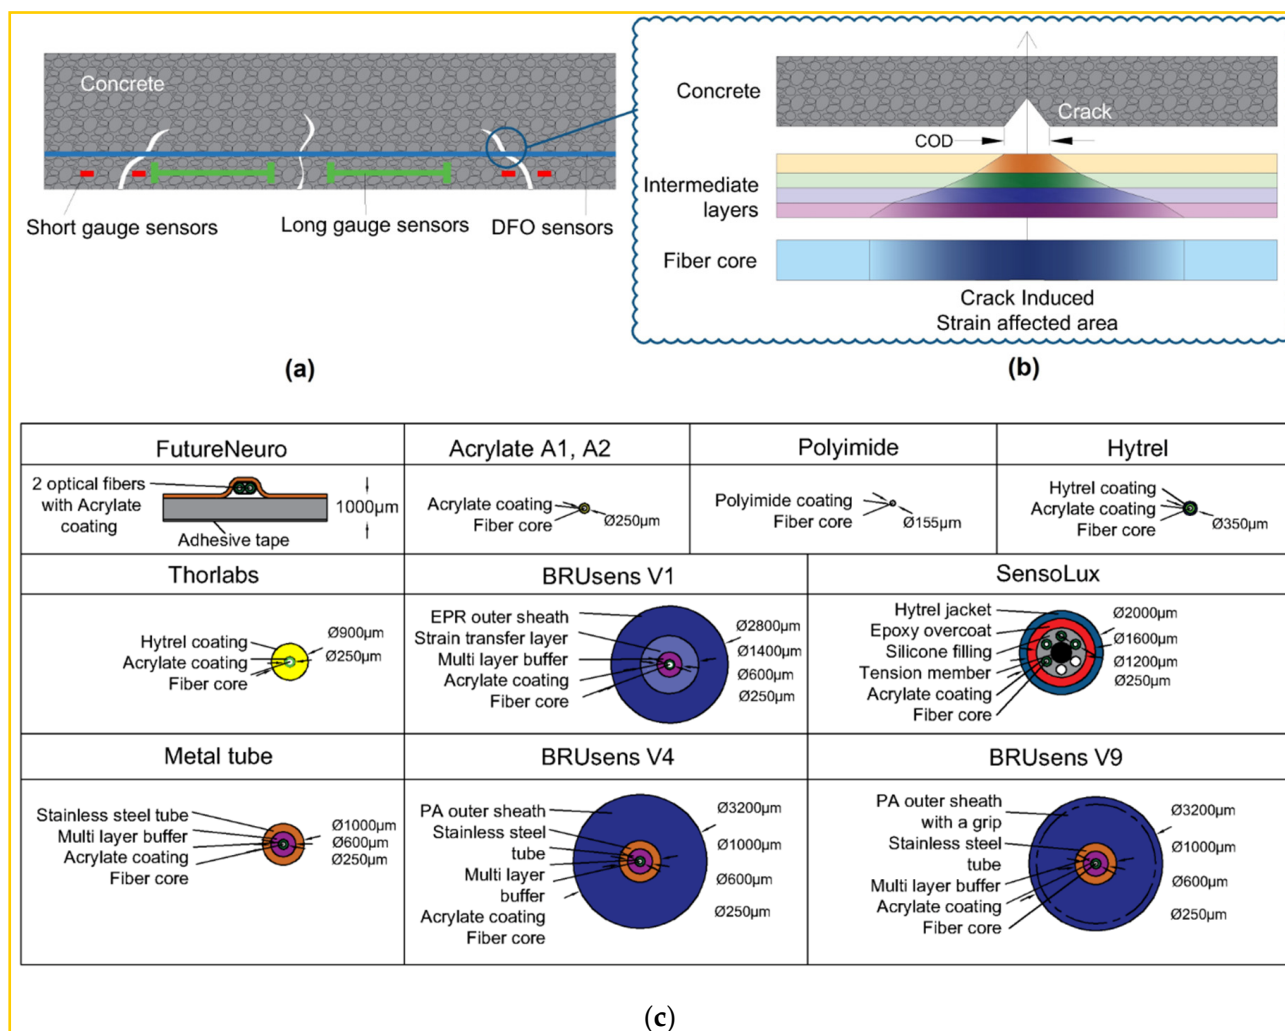 Concrete
Short gauge sensors
Long gauge sensors
DFO sensors
(a)
Concrete
Crack
COD
Intermediate
layers
Fiber core
Crack Induced
Strain affected area
(b)
FutureNeuro
2 optical fibers
with Acrylate
coating
1000µm
Adhesive tape
Acrylate A1, A2
Acrylate coating
Fiber core
Ø250µm
Polyimide
Polyimide coating
Fiber core
Ø155µm
Hytrel
Hytrel coating
Acrylate coating
Fiber core
Ø350µm
Thorlabs
Hytrel coating
Acrylate coating
Fiber core
Ø900µm
Ø250µm
BRUsens V1
EPR outer sheath
Strain transfer layer
Multi layer buffer
Acrylate coating
Fiber core
Ø2800µm
Ø1400µm
Ø600µm
Ø250µm
SensoLux
Hytrel jacket
Epoxy overcoat
Silicone filling
Tension member
Acrylate coating
Fiber core
Ø2000µm
Ø1600µm
Ø1200µm
Ø250µm
Metal tube
Stainless steel tube
Multi layer buffer
Acrylate coating
Fiber core
Ø1000µm
Ø600µm
Ø250µm
BRUsens V4
PA outer sheath
Stainless steel
tube
Multi layer
buffer
Acrylate coating
Fiber core
Ø3200µm
Ø1000µm
Ø600µm
Ø250µm
BRUsens V9
PA outer sheath
with a grip
Stainless steel
tube
Multi layer buffer
Acrylate coating
Fiber core
Ø3200µm
Ø1000µm
Ø600µm
Ø250µm
(c)